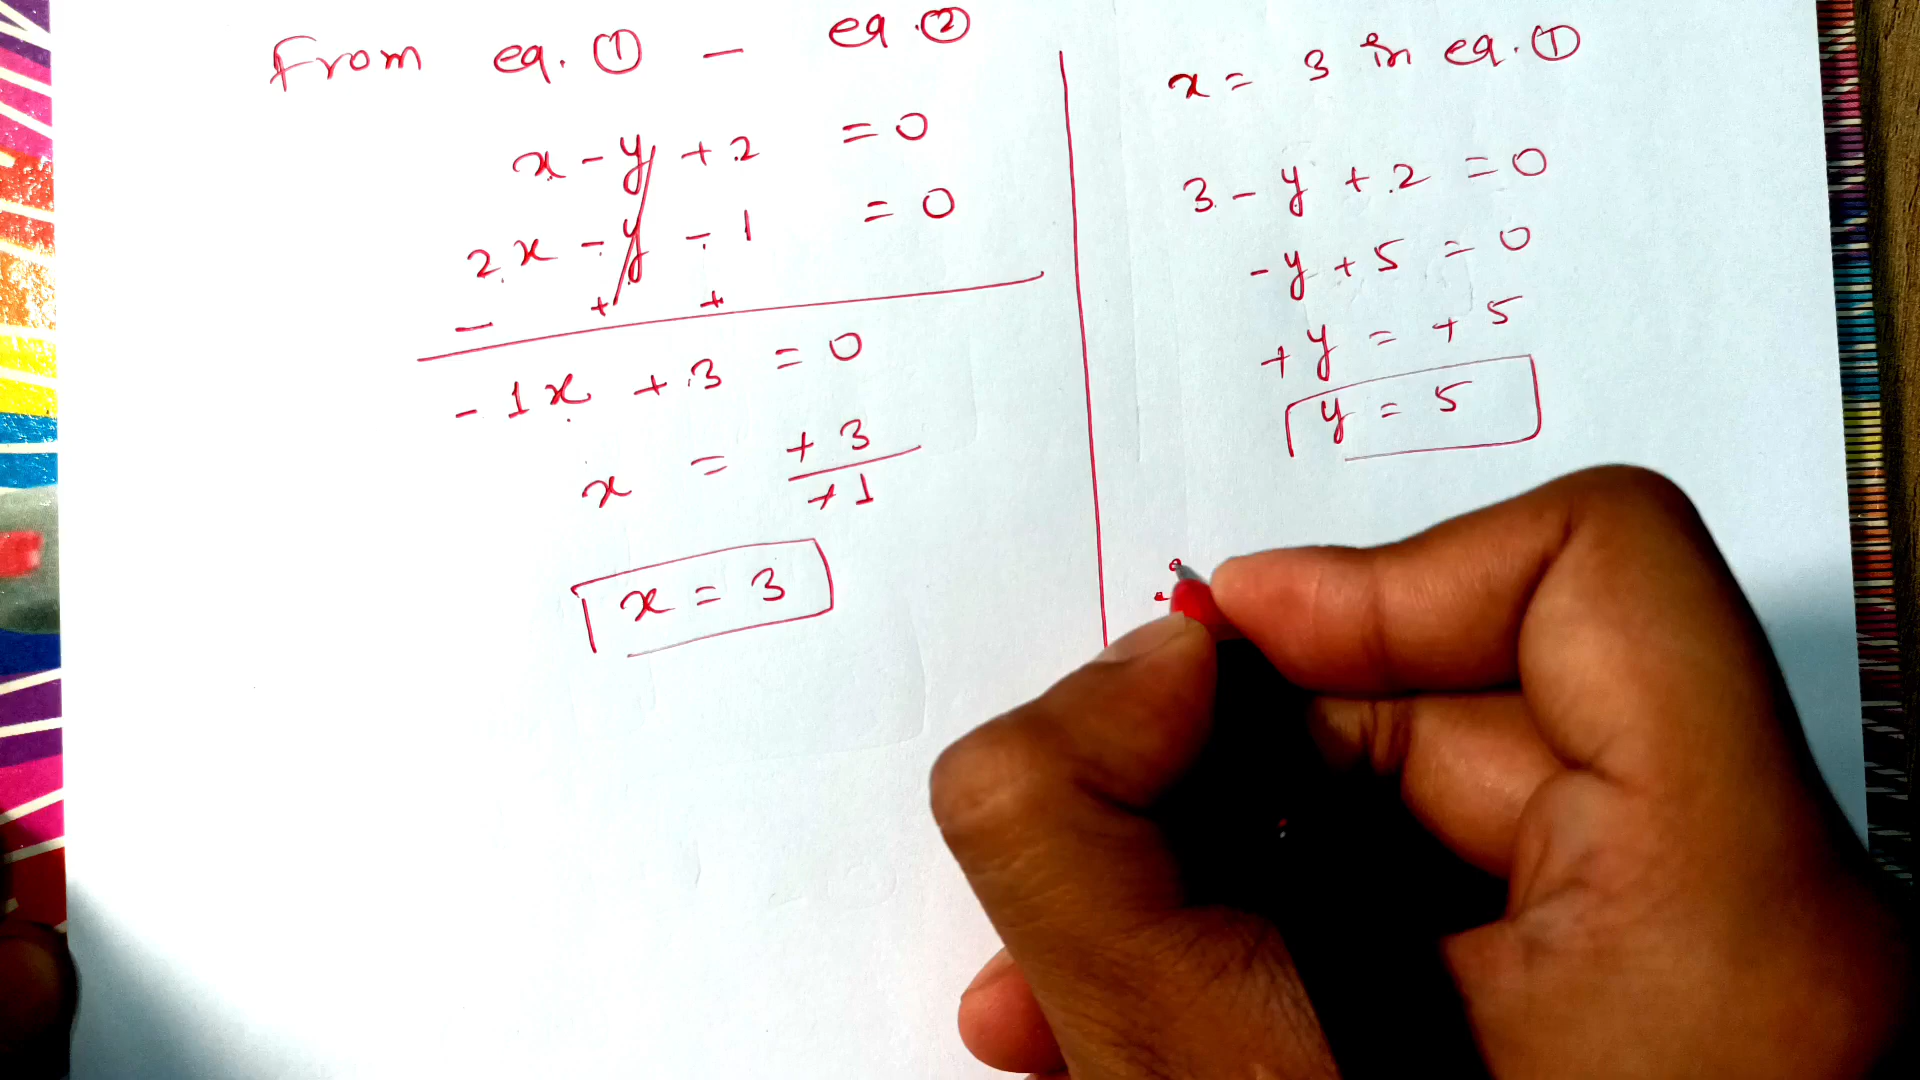 From eq. ① - eq. ②
x - y + 2 = 0
2x - y - 1 = 0
- + +
- 1x + 3 = 0
x = + 3
+ 1
x = 3
x = 3 in eq. ①
3 - y + 2 = 0
- y + 5 = 0
+ y = + 5
y = 5